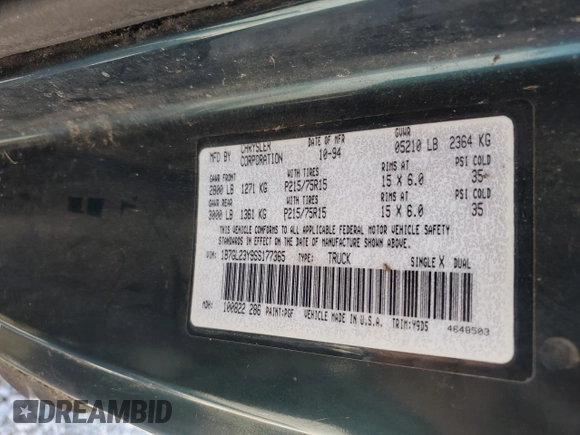 MFD BY CHRYSLER CORPORATION DATE OF MFR 10-94 GVWR 05210 LB 2364 KG
GAWR FRONT WITH TIRES RIMS AT PSI COLD
2800 LB 1271 KG P215/75R15 15 X 6.0 35
GAWR REAR WITH TIRES RIMS AT PSI COLD
3000 LB 1361 KG P215/75R15 15 X 6.0 35
THIS VEHICLE CONFORMS TO ALL APPLICABLE FEDERAL MOTOR VEHICLE SAFETY
STANDARDS IN EFFECT ON THE DATE OF MANUFACTURE SHOWN ABOVE.
VIN: 1B7GL23Y9SS177365 TYPE: TRUCK SINGLE X DUAL
MDH: 100822 286 PAINT:PGF VEHICLE MADE IN U.S.A. TRIM:Y9D5
4648503
DREAMBID